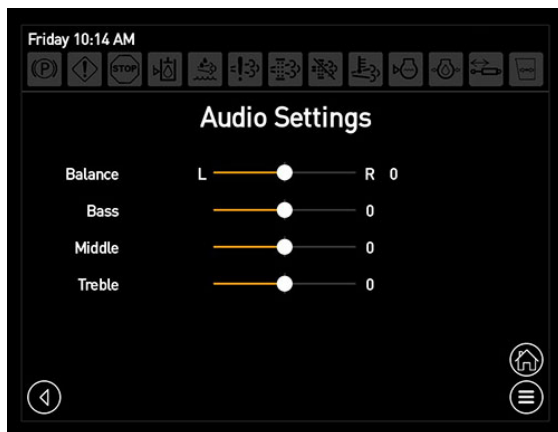 Friday 10:14 AM
(P) STOP
Audio Settings
Balance L R 0
Bass 0
Middle 0
Treble 0